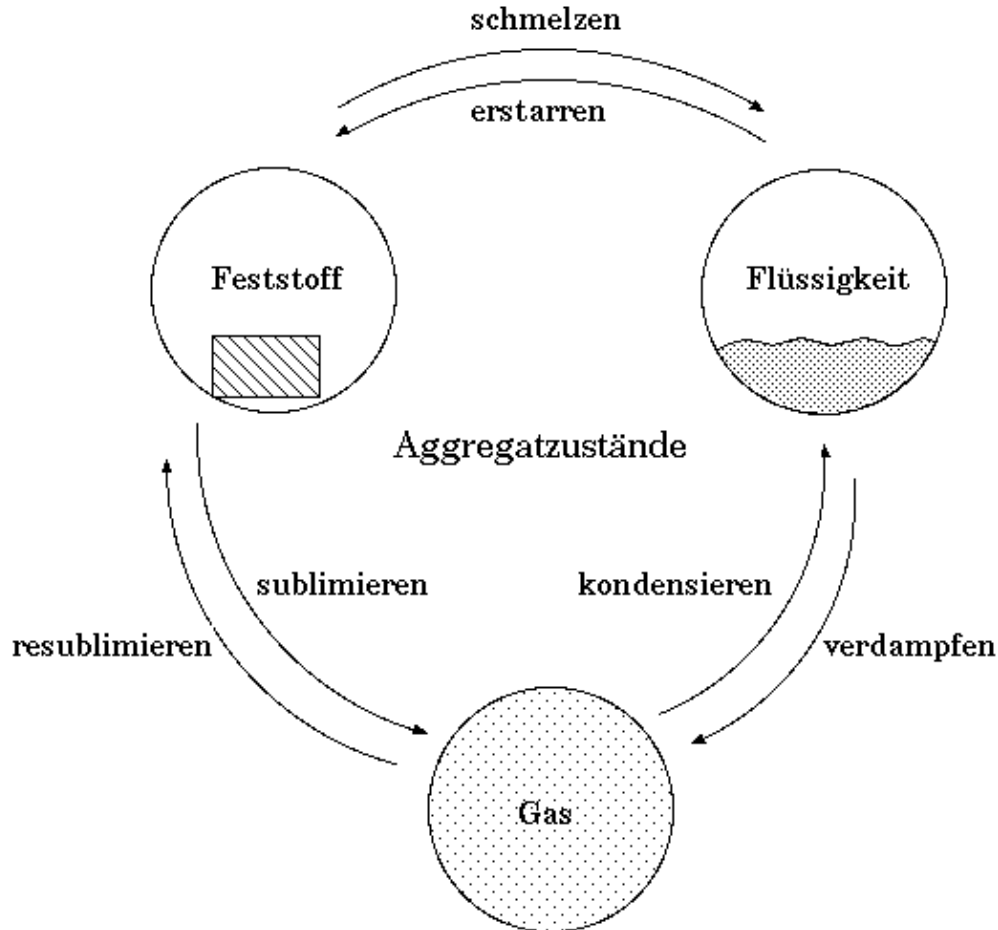 schmelzen
erstarren
Feststoff
Flüssigkeit
Aggregatzustände
sublimieren
kondensieren
resublimieren
verdampfen
Gas